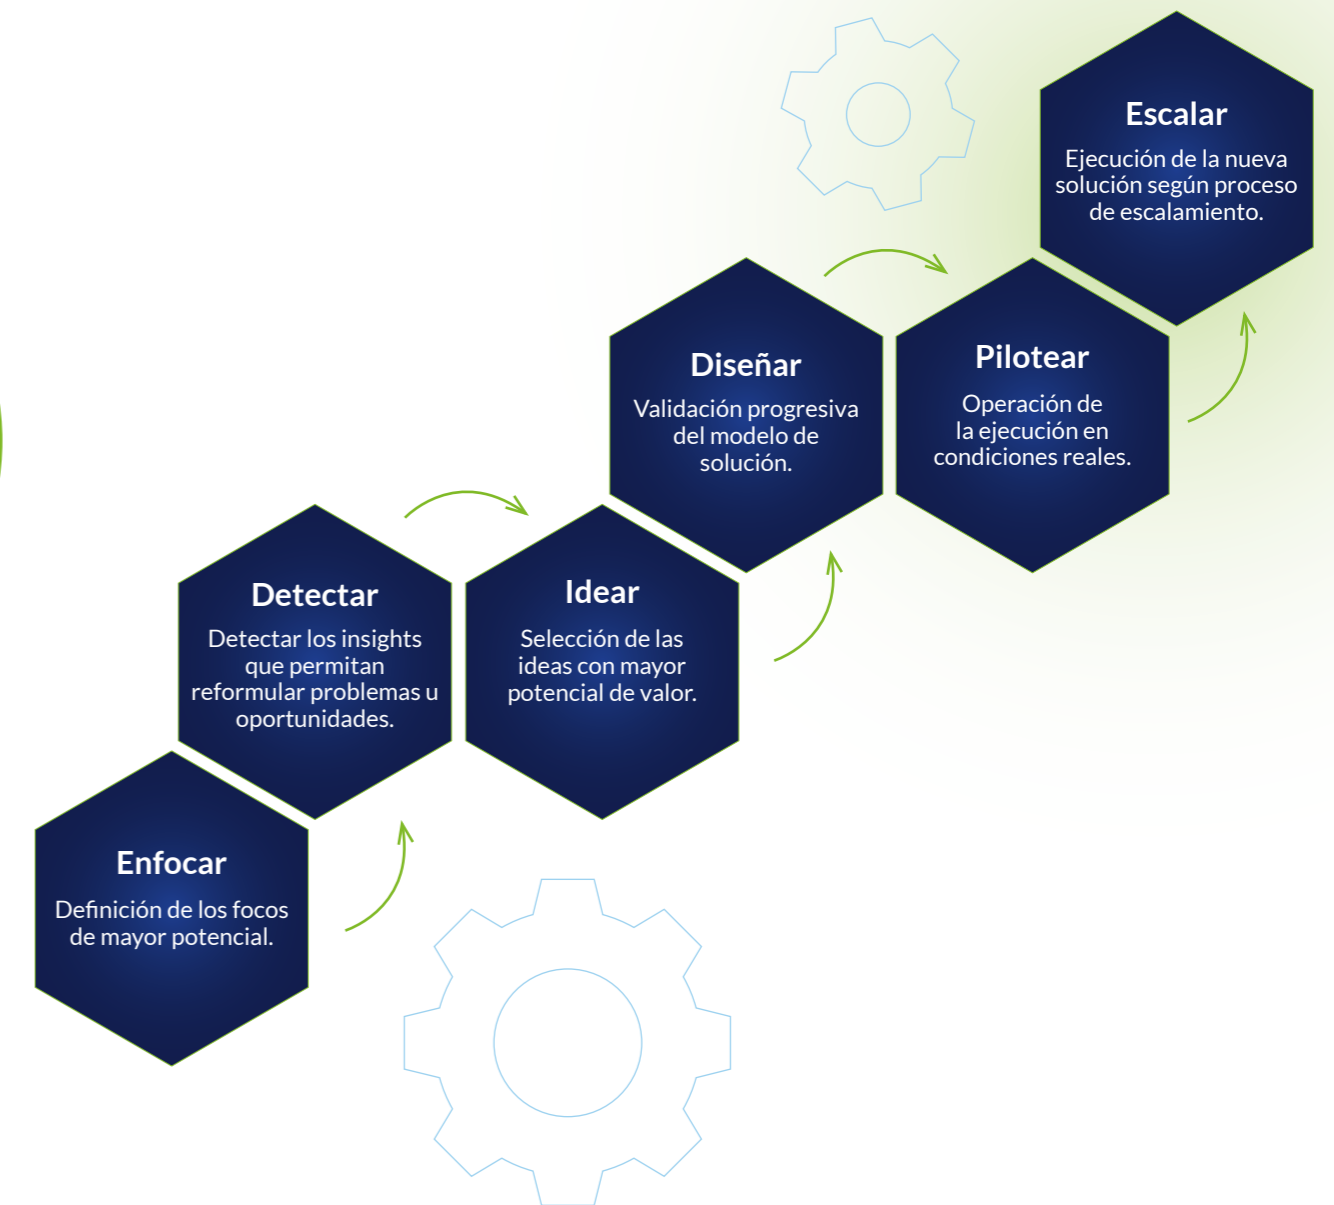 Escalar
Ejecución de la nueva
solución según proceso
de escalamiento.
Diseñar
Validación progresiva
del modelo de
solución.
Pilotear
Operación de
la ejecución en
condiciones reales.
Detectar
Detectar los insights
que permitan
reformular problemas u
oportunidades.
Idear
Selección de las
ideas con mayor
potencial de valor.
Enfocar
Definición de los focos
de mayor potencial.